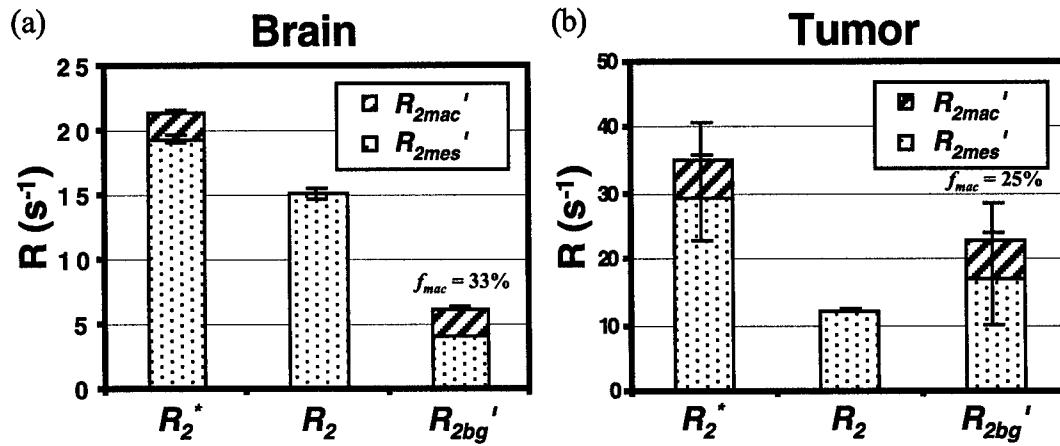 (a)
Brain
R (s⁻¹)
25
20
15
10
5
0
R2mac'
R2mes'
fmac = 33%
R2*
R2
R2bg'
(b)
Tumor
R (s⁻¹)
50
40
30
20
10
0
R2mac'
R2mes'
fmac = 25%
R2*
R2
R2bg'